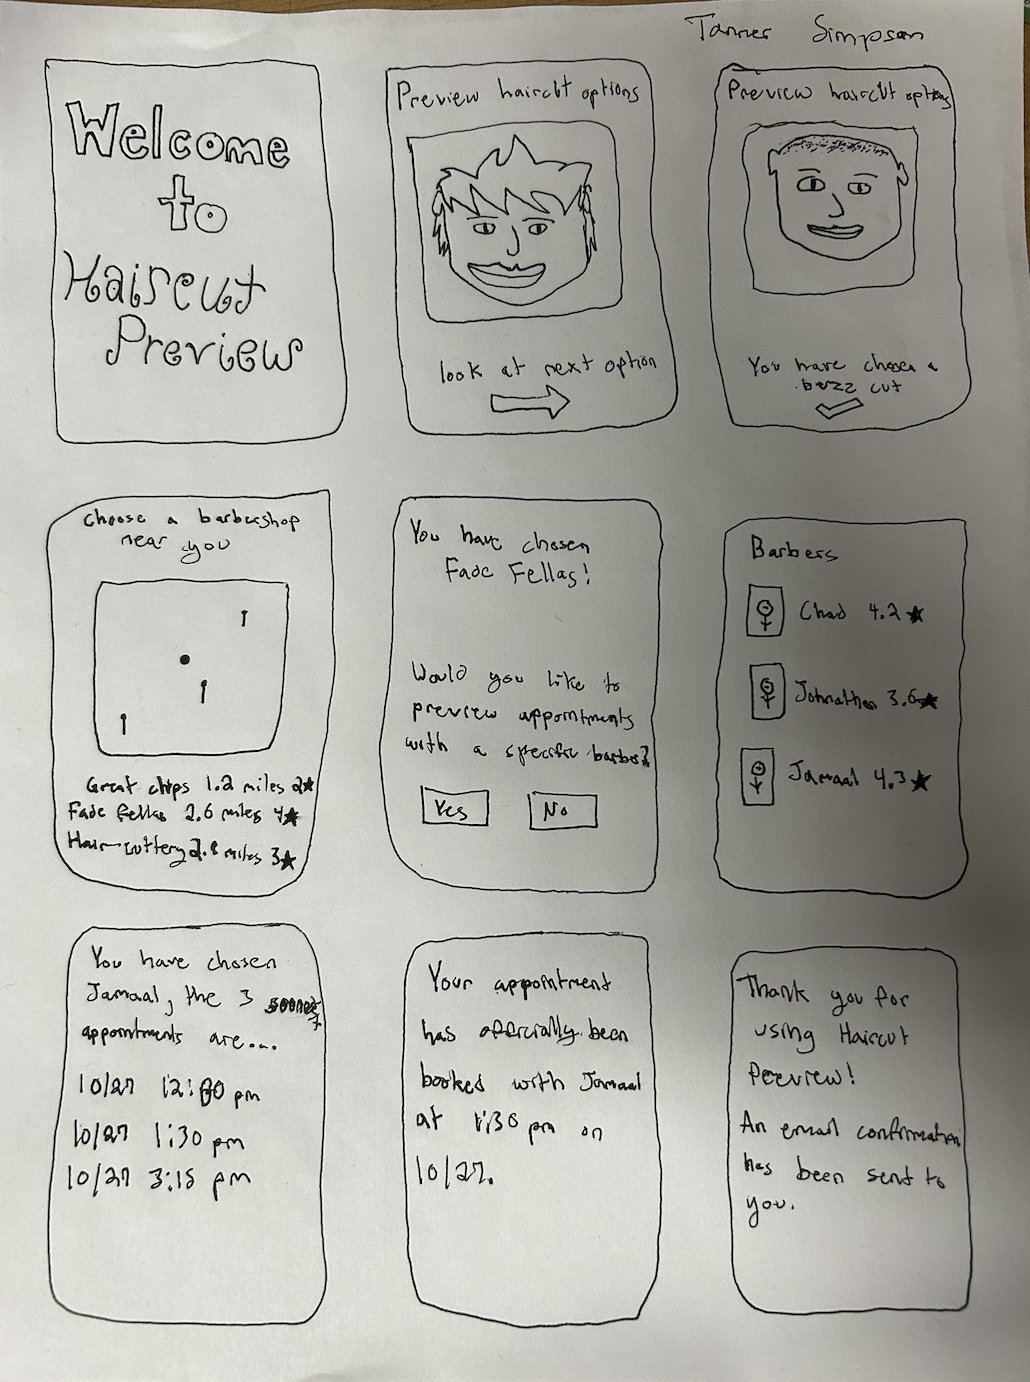 Tanner Simpson
Welcome
to
Haircut
Preview
Preview haircut options
look at next option
Preview haircut options
You have chosen a
buzz cut
Choose a barbershop
near you
Great chips 1.2 miles 2★
Fade fellas 2.6 miles 4★
Hair cuttery 2.8 miles 3★
You have chosen
Fade Fellas!
Would you like to
preview appointments
with a specific barber?
Yes No
Barbers
Chad 4.2★
Johnathon 3.6★
Jamaal 4.3★
You have chosen
Jamaal, the 3 soonest
appointments are...
10/27 12:00 pm
10/27 1:30 pm
10/27 3:15 pm
Your appointment
has officially been
booked with Jamaal
at 1:30 pm on
10/27.
Thank you for
using Haircut
Preview!
An email confirmation
has been sent to
you.